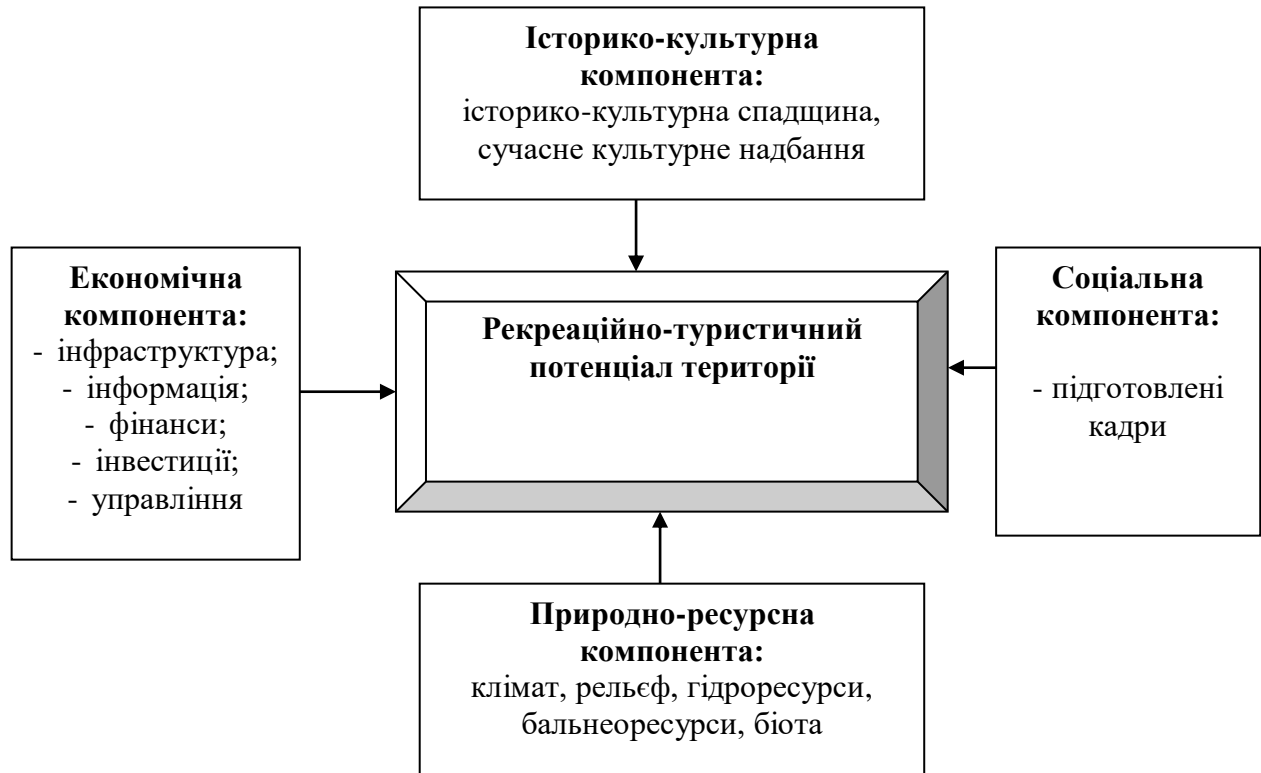 Історико-культурна
компонента:
історико-культурна спадщина,
сучасне культурне надбання
Економічна
компонента:
- інфраструктура;
- інформація;
- фінанси;
- інвестиції;
- управління
Рекреаційно-туристичний
потенціал території
Соціальна
компонента:
- підготовлені
кадри
Природно-ресурсна
компонента:
клімат, рельєф, гідроресурси,
бальнеоресурси, біота